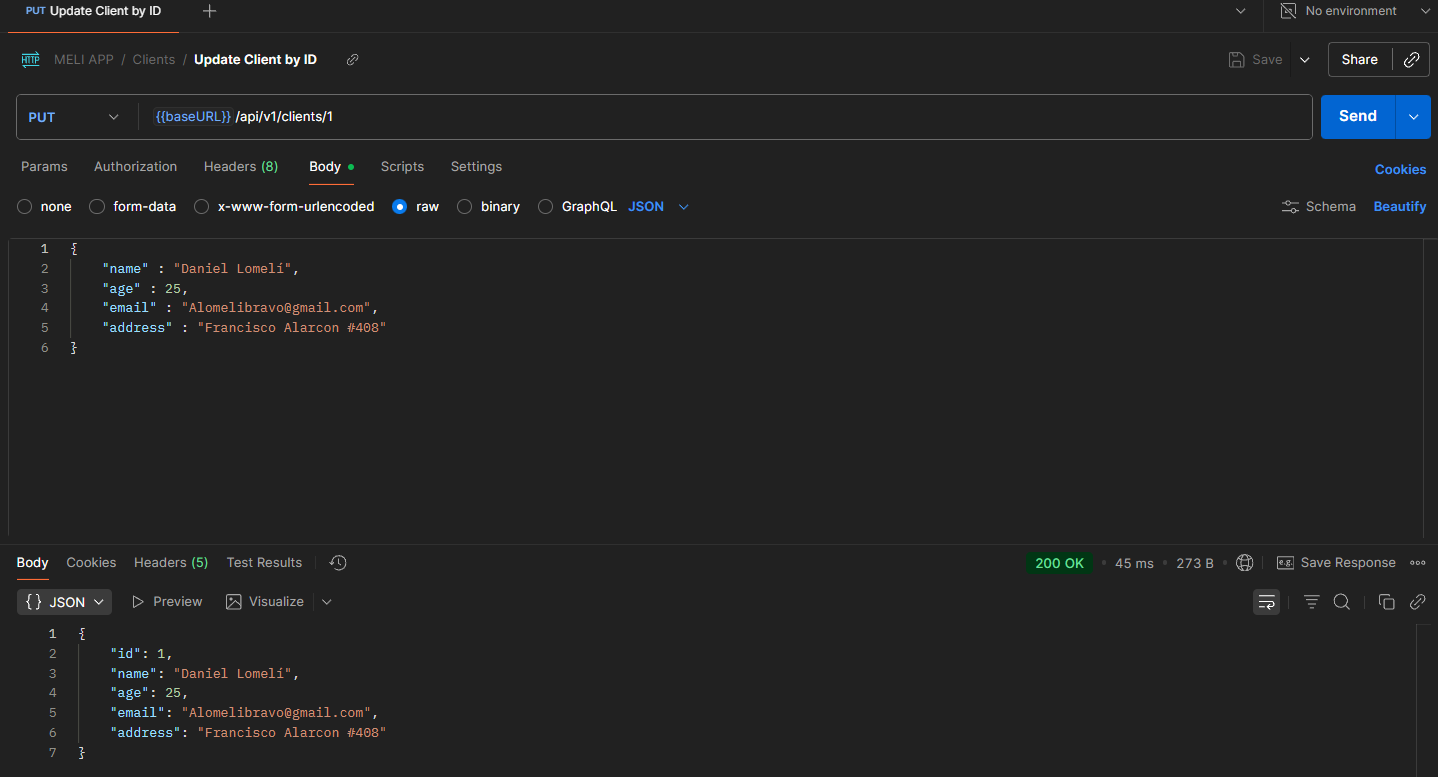 PUT Update Client by ID
No environment
HTTP MELI APP / Clients / Update Client by ID
Save Share
PUT {{baseURL}} /api/v1/clients/1 Send
Params Authorization Headers (8) Body Scripts Settings Cookies
none form-data x-www-form-urlencoded raw binary GraphQL JSON Schema Beautify
1 {
2 "name" : "Daniel Lomelí",
3 "age" : 25,
4 "email" : "Alomelibravo@gmail.com",
5 "address" : "Francisco Alarcon #408"
6 }
Body Cookies Headers (5) Test Results 200 OK • 45 ms • 273 B • e.g. Save Response
{} JSON Preview Visualize
1 {
2 "id": 1,
3 "name": "Daniel Lomelí",
4 "age": 25,
5 "email": "Alomelibravo@gmail.com",
6 "address": "Francisco Alarcon #408"
7 }